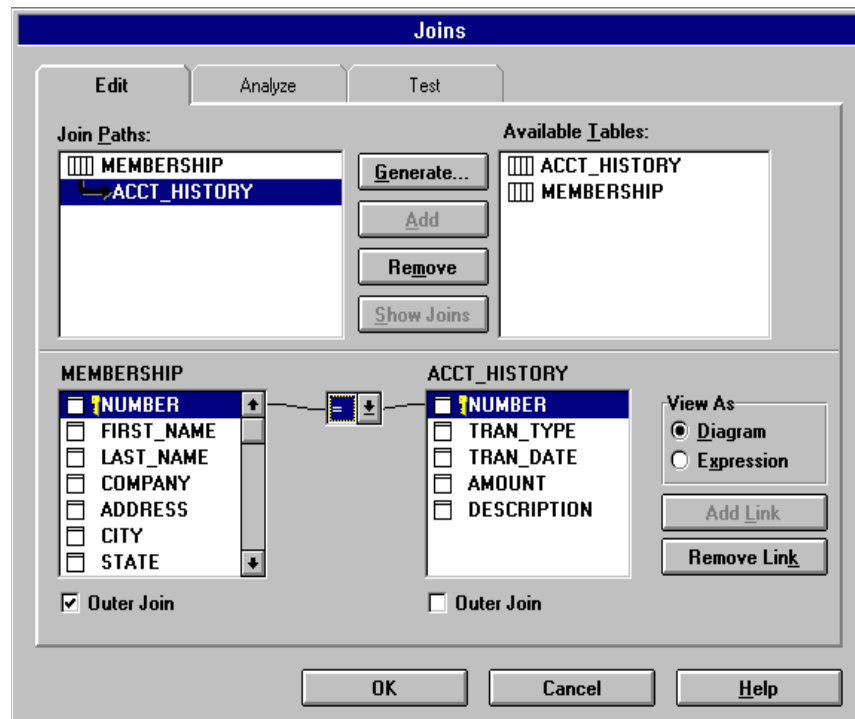 Joins
Edit
Analyze
Test
Join Paths:
MEMBERSHIP
ACCT_HISTORY
Generate...
Add
Remove
Show Joins
Available Tables:
ACCT_HISTORY
MEMBERSHIP
MEMBERSHIP
NUMBER
FIRST_NAME
LAST_NAME
COMPANY
ADDRESS
CITY
STATE
Outer Join
=
ACCT_HISTORY
NUMBER
TRAN_TYPE
TRAN_DATE
AMOUNT
DESCRIPTION
Outer Join
View As
Diagram
Expression
Add Link
Remove Link
OK
Cancel
Help